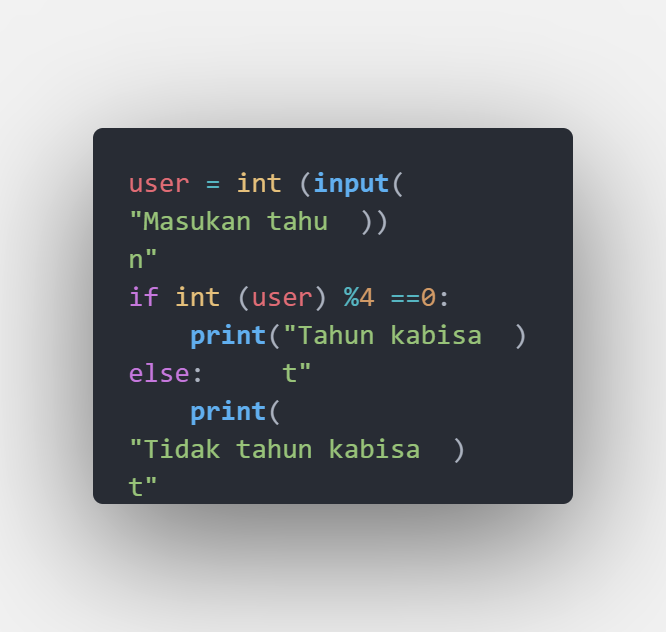 user = int (input(
"Masukan tahu  ))
n"
if int (user) %4 ==0:
    print("Tahun kabisa  )
else:     t"
    print(
"Tidak tahun kabisa  )
t"